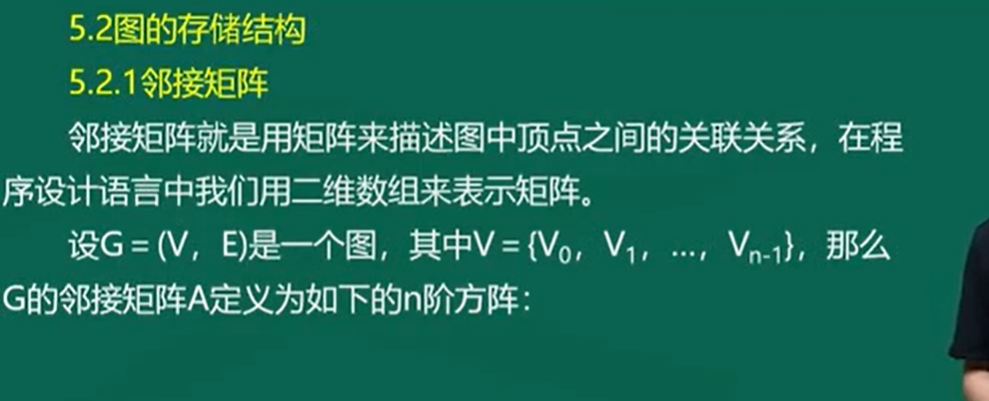 5.2图的存储结构
5.2.1邻接矩阵
邻接矩阵就是用矩阵来描述图中顶点之间的关联关系，在程
序设计语言中我们用二维数组来表示矩阵。
设G = (V，E)是一个图，其中V = {V₀，V₁，…，Vₙ₋₁}，那么
G的邻接矩阵A定义为如下的n阶方阵：